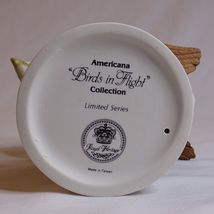 Americana
"Birds in Flight"
Collection
Limited Series
Royal Heritage
Made in Taiwan